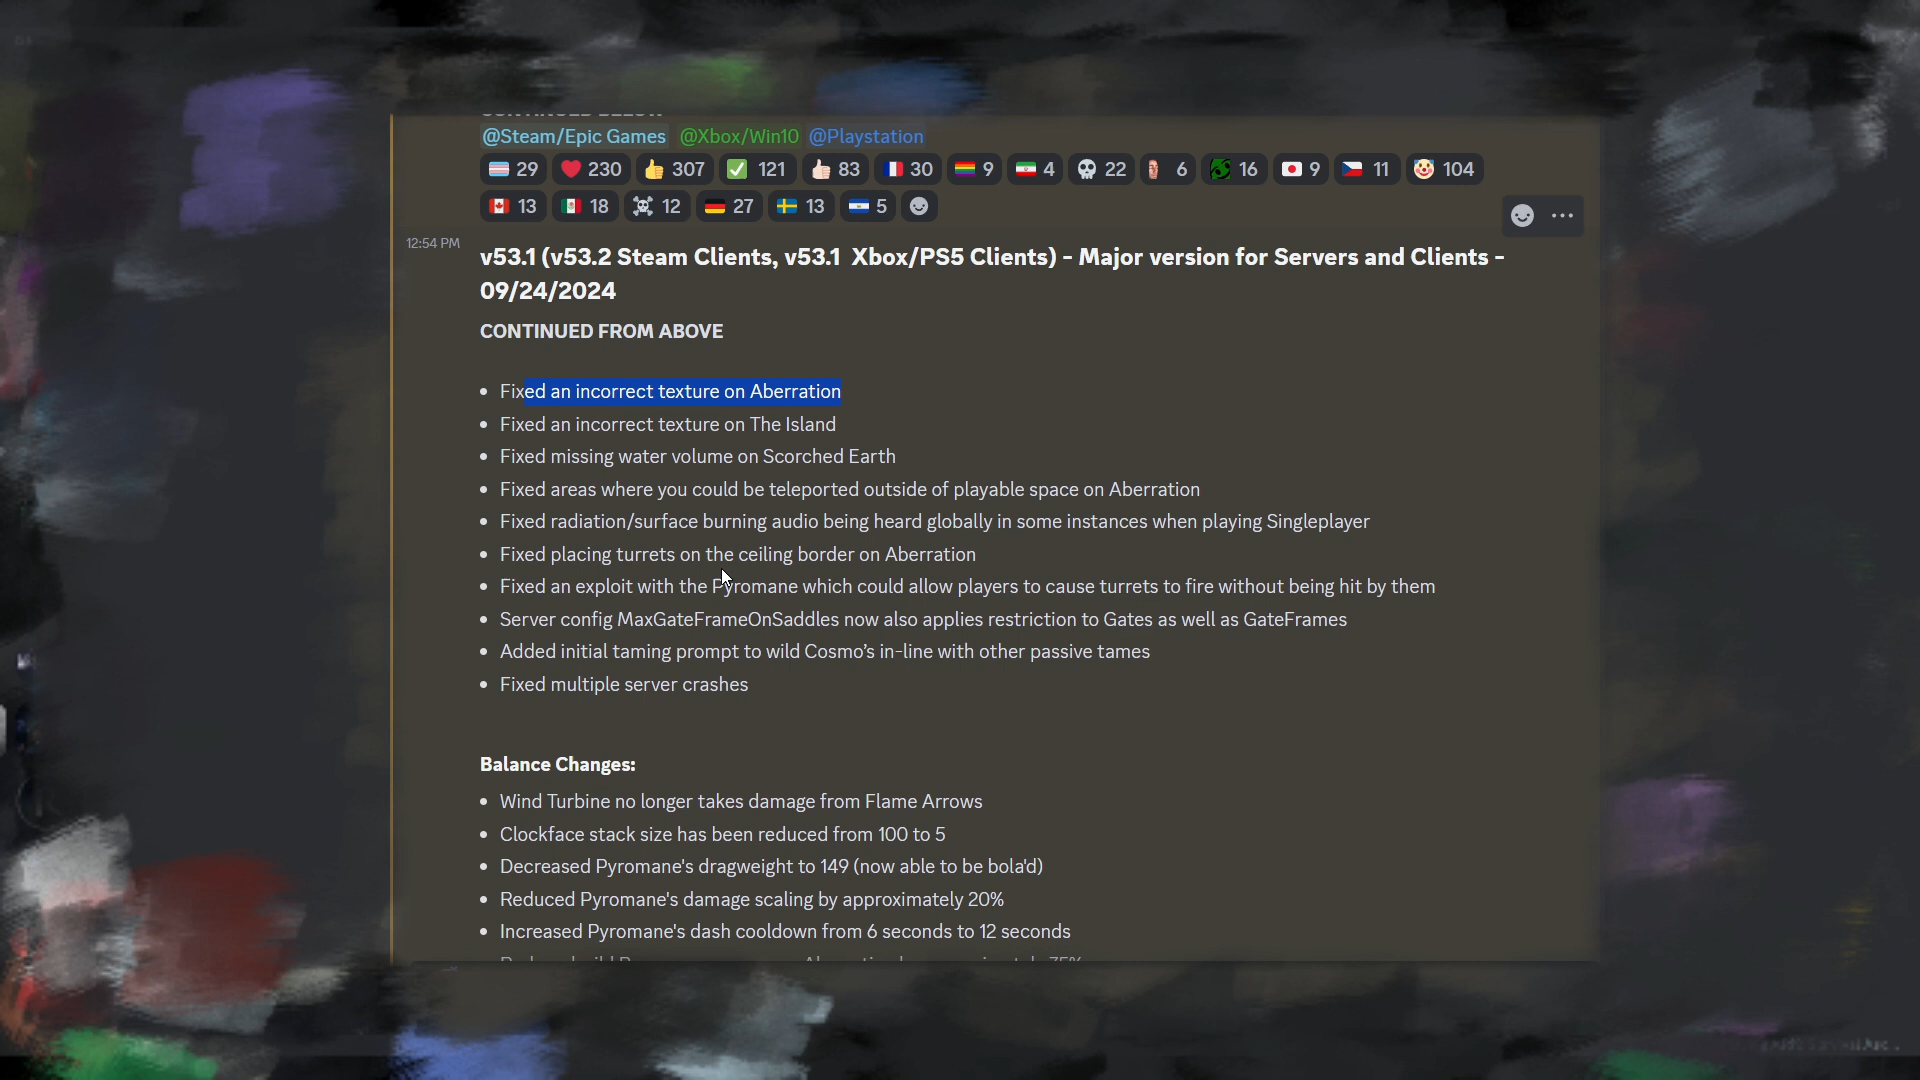 CONTINUED BELOW
@Steam/Epic Games @Xbox/Win10 @Playstation
29 230 307 121 83 30 9 4 22 6 16 9 11 104
13 18 12 27 13 5
12:54 PM
v53.1 (v53.2 Steam Clients, v53.1 Xbox/PS5 Clients) - Major version for Servers and Clients -
09/24/2024
CONTINUED FROM ABOVE
• Fixed an incorrect texture on Aberration
• Fixed an incorrect texture on The Island
• Fixed missing water volume on Scorched Earth
• Fixed areas where you could be teleported outside of playable space on Aberration
• Fixed radiation/surface burning audio being heard globally in some instances when playing Singleplayer
• Fixed placing turrets on the ceiling border on Aberration
• Fixed an exploit with the Pyromane which could allow players to cause turrets to fire without being hit by them
• Server config MaxGateFrameOnSaddles now also applies restriction to Gates as well as GateFrames
• Added initial taming prompt to wild Cosmo’s in-line with other passive tames
• Fixed multiple server crashes
Balance Changes:
• Wind Turbine no longer takes damage from Flame Arrows
• Clockface stack size has been reduced from 100 to 5
• Decreased Pyromane's dragweight to 149 (now able to be bola'd)
• Reduced Pyromane's damage scaling by approximately 20%
• Increased Pyromane's dash cooldown from 6 seconds to 12 seconds